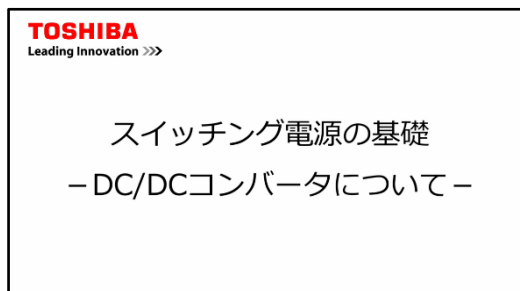 TOSHIBA
Leading Innovation >>>
スイッチング電源の基礎
－DC/DCコンバータについて－